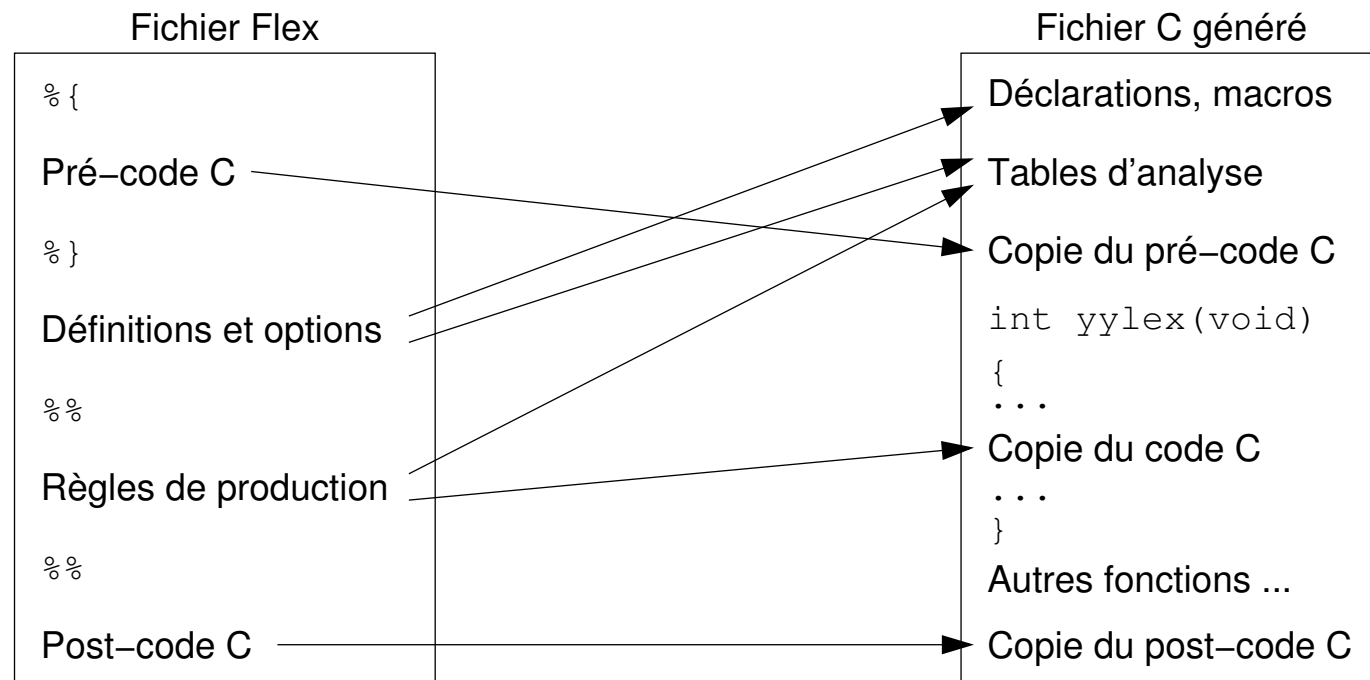 Fichier Flex
%{
Pré−code C
%}
Définitions et options
%%
Règles de production
%%
Post−code C
Fichier C généré
Déclarations, macros
Tables d'analyse
Copie du pré−code C
int yylex(void)
{
...
Copie du code C
...
}
Autres fonctions ...
Copie du post−code C